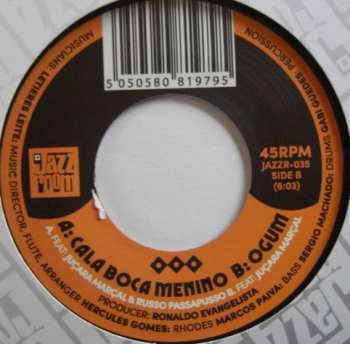 5 050580 819795
MUSICIANS: LETIERES LEITE: MUSIC DIRECTOR, FLUTE, ARRANGER HERCULES GOMES: RHODES MARCOS PAIVA: BASS SERGIO MACHADO: DRUMS GABI GUEDES: PERCUSSION
JAZZ
ROOM
45RPM
JAZZR-035
SIDE B
(6:03)
A: CALA BOCA MENINO B: OGUM
A. FEAT JUÇARA MARÇAL & RUSSO PASSAPUSSO B. FEAT JUÇARA MARÇAL
PRODUCER: RONALDO EVANGELISTA